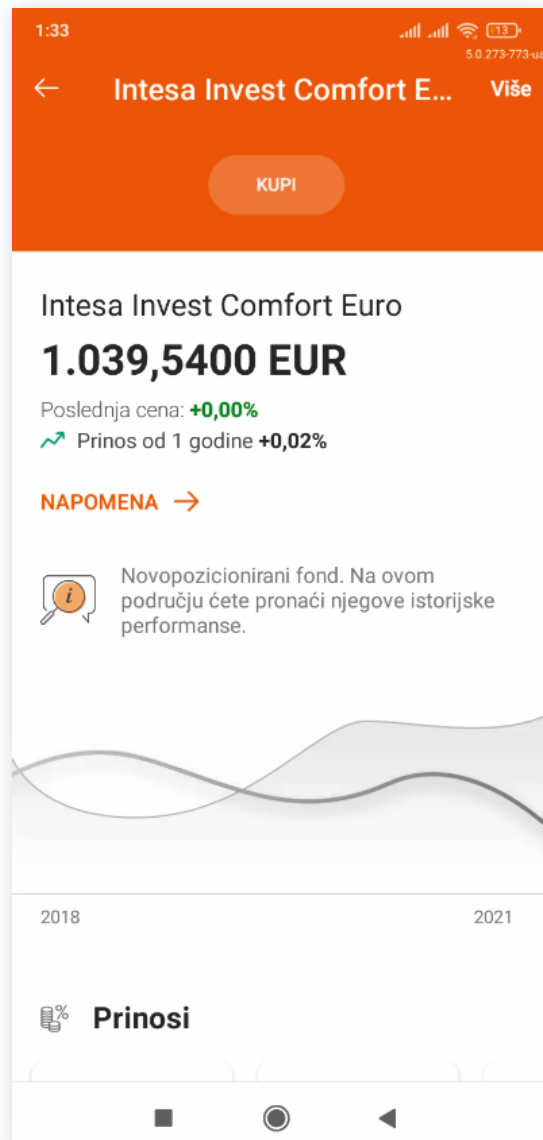 1:33
13
5.0.273-773-ua
Intesa Invest Comfort E... Više
KUPI
Intesa Invest Comfort Euro
1.039,5400 EUR
Poslednja cena: +0,00%
Prinos od 1 godine +0,02%
NAPOMENA
Novopozicionirani fond. Na ovom
području ćete pronaći njegove istorijske
performanse.
2018 2021
% Prinosi